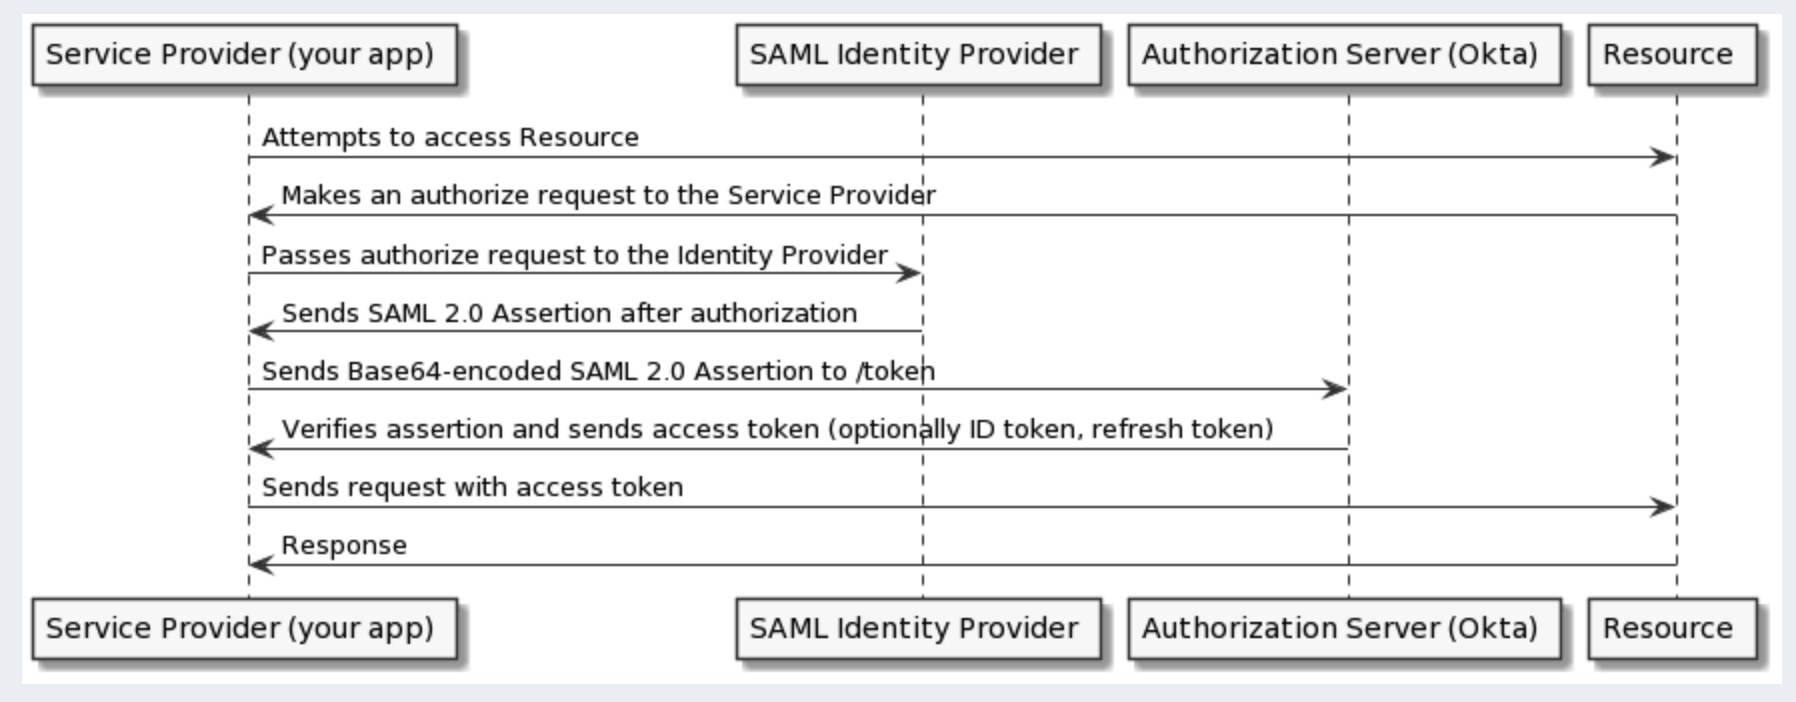 Service Provider (your app)
SAML Identity Provider
Authorization Server (Okta)
Resource
Attempts to access Resource
Makes an authorize request to the Service Provider
Passes authorize request to the Identity Provider
Sends SAML 2.0 Assertion after authorization
Sends Base64-encoded SAML 2.0 Assertion to /token
Verifies assertion and sends access token (optionally ID token, refresh token)
Sends request with access token
Response
Service Provider (your app)
SAML Identity Provider
Authorization Server (Okta)
Resource